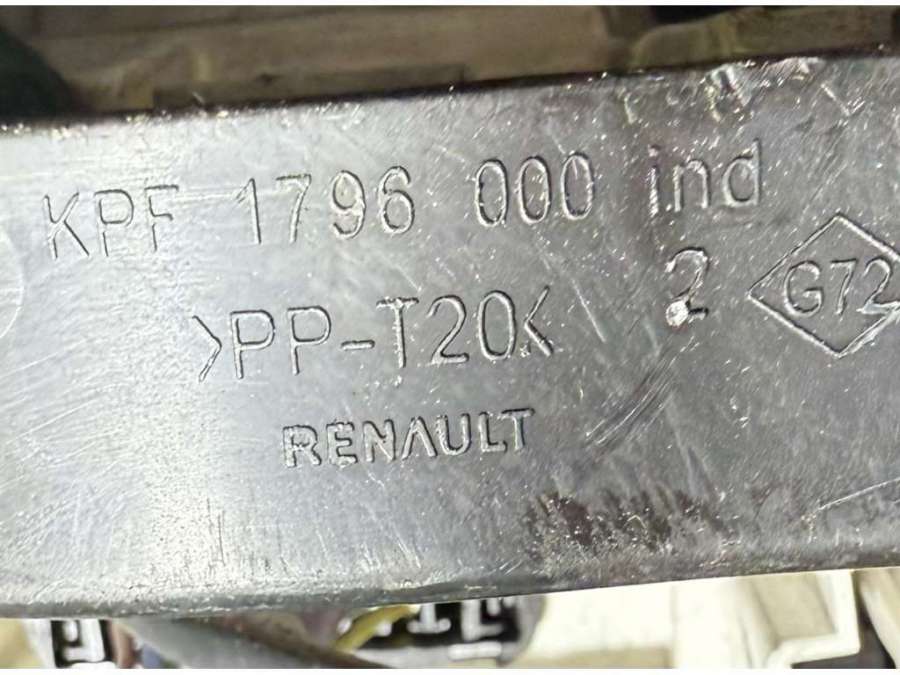 KPF 1796 000 ind
>PP-T20< 2
G72
RENAULT